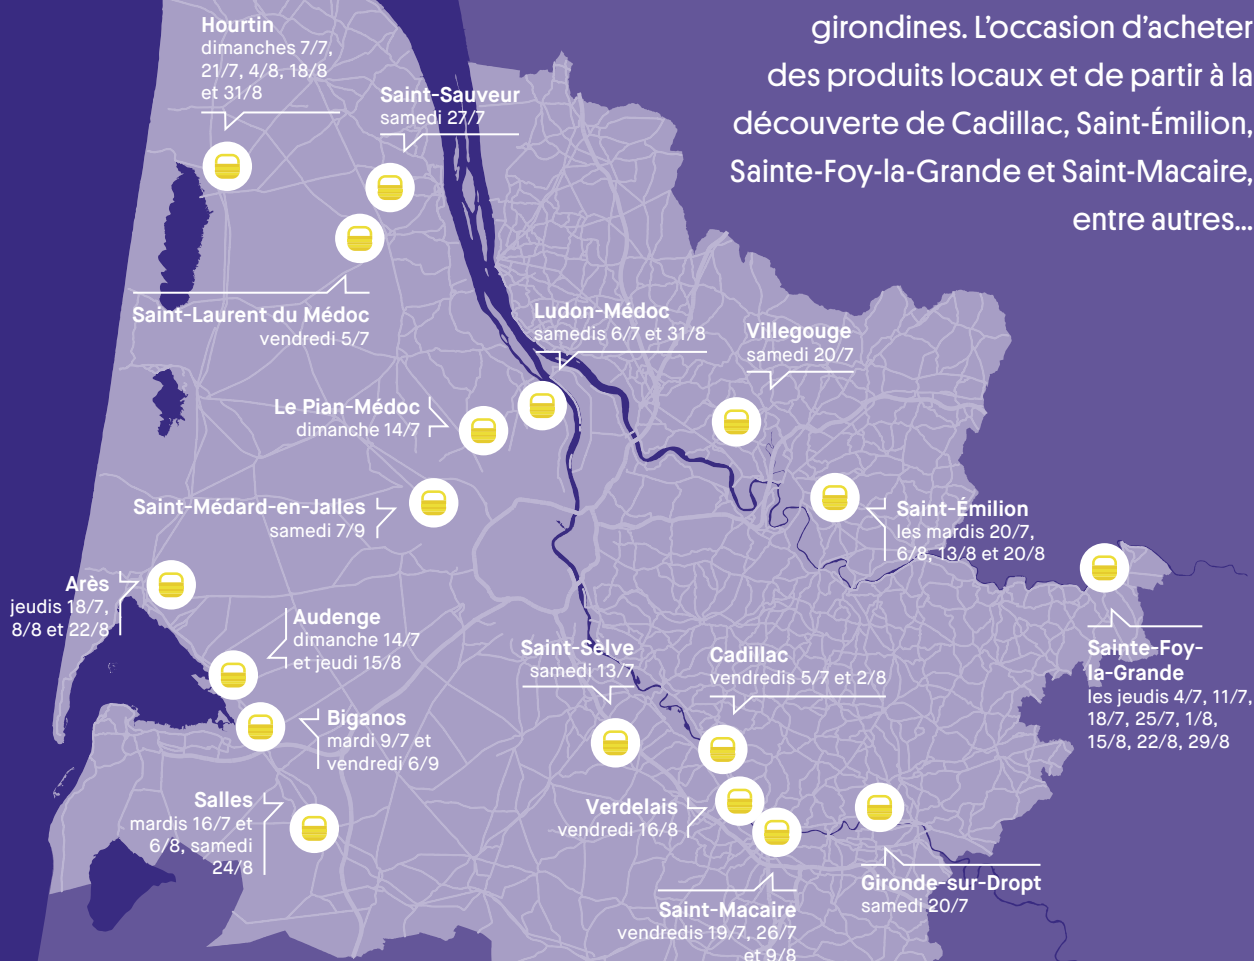 girondines. L’occasion d’acheter
des produits locaux et de partir à la
découverte de Cadillac, Saint-Émilion,
Sainte-Foy-la-Grande et Saint-Macaire,
entre autres...
Hourtin
dimanches 7/7,
21/7, 4/8, 18/8
et 31/8
Saint-Sauveur
samedi 27/7
Saint-Laurent du Médoc
vendredi 5/7
Ludon-Médoc
samedis 6/7 et 31/8
Villegouge
samedi 20/7
Le Pian-Médoc
dimanche 14/7
Saint-Médard-en-Jalles
samedi 7/9
Saint-Émilion
les mardis 20/7,
6/8, 13/8 et 20/8
Arès
jeudis 18/7,
8/8 et 22/8
Audenge
dimanche 14/7
et jeudi 15/8
Saint-Selve
samedi 13/7
Cadillac
vendredis 5/7 et 2/8
Sainte-Foy-
la-Grande
les jeudis 4/7, 11/7,
18/7, 25/7, 1/8,
15/8, 22/8, 29/8
Biganos
mardi 9/7 et
vendredi 6/9
Salles
mardis 16/7 et
6/8, samedi
24/8
Verdelais
vendredi 16/8
Gironde-sur-Dropt
samedi 20/7
Saint-Macaire
vendredis 19/7, 26/7
et 9/8